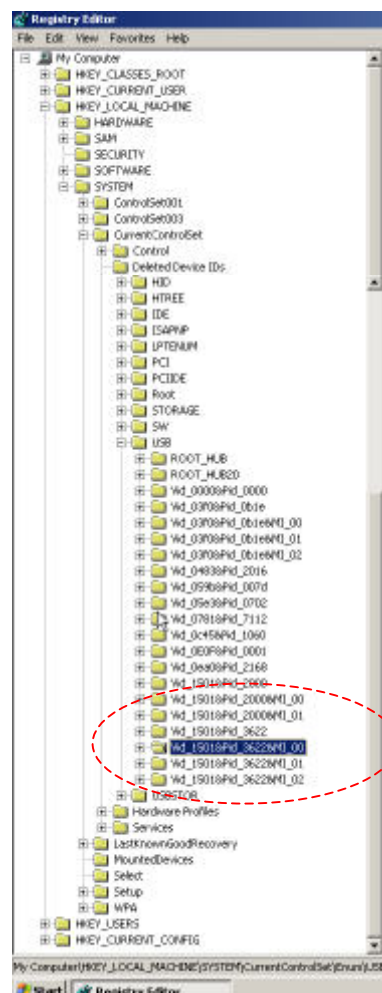 Registry Editor
File Edit View Favorites Help
My Computer
HKEY_CLASSES_ROOT
HKEY_CURRENT_USER
HKEY_LOCAL_MACHINE
HARDWARE
SAM
SECURITY
SOFTWARE
SYSTEM
ControlSet001
ControlSet003
CurrentControlSet
Control
Deleted Device IDs
HID
HTREE
IDE
ISAPNP
LPTENUM
PCI
PCIIDE
Root
STORAGE
SW
USB
ROOT_HUB
ROOT_HUB20
Vid_0000&Pid_0000
Vid_03f0&Pid_0b1e
Vid_03f0&Pid_0b1e&MI_00
Vid_03f0&Pid_0b1e&MI_01
Vid_03f0&Pid_0b1e&MI_02
Vid_0483&Pid_2016
Vid_059b&Pid_007d
Vid_05e3&Pid_0702
Vid_0781&Pid_7112
Vid_0c45&Pid_1060
Vid_0E0F&Pid_0001
Vid_0ea0&Pid_2168
Vid_1501&Pid_2000
Vid_1501&Pid_2000&MI_00
Vid_1501&Pid_2000&MI_01
Vid_1501&Pid_3622
Vid_1501&Pid_3622&MI_00
Vid_1501&Pid_3622&MI_01
Vid_1501&Pid_3622&MI_02
USBSTOR
Hardware Profiles
Services
LastKnownGoodRecovery
MountedDevices
Select
Setup
WPA
HKEY_USERS
HKEY_CURRENT_CONFIG
My Computer\HKEY_LOCAL_MACHINE\SYSTEM\CurrentControlSet\Enum\USB
Start Registry Editor